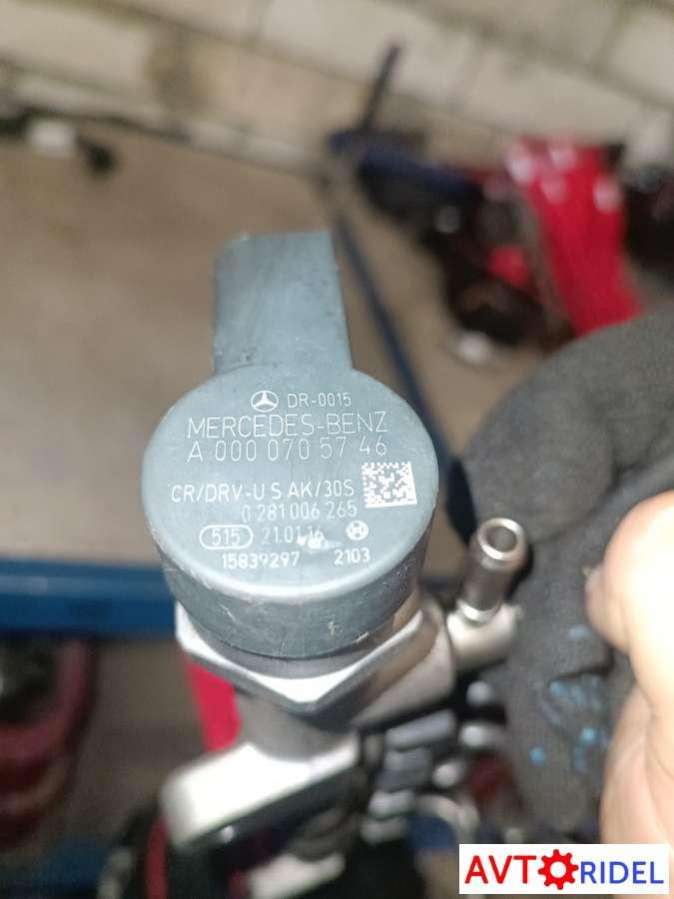 DR-0015
MERCEDES-BENZ
A 000 070 57 46
CR/DRV-U S AK/30S
0 281 006 265
515 21.01.16
15839297 2103
AVTORIDEL